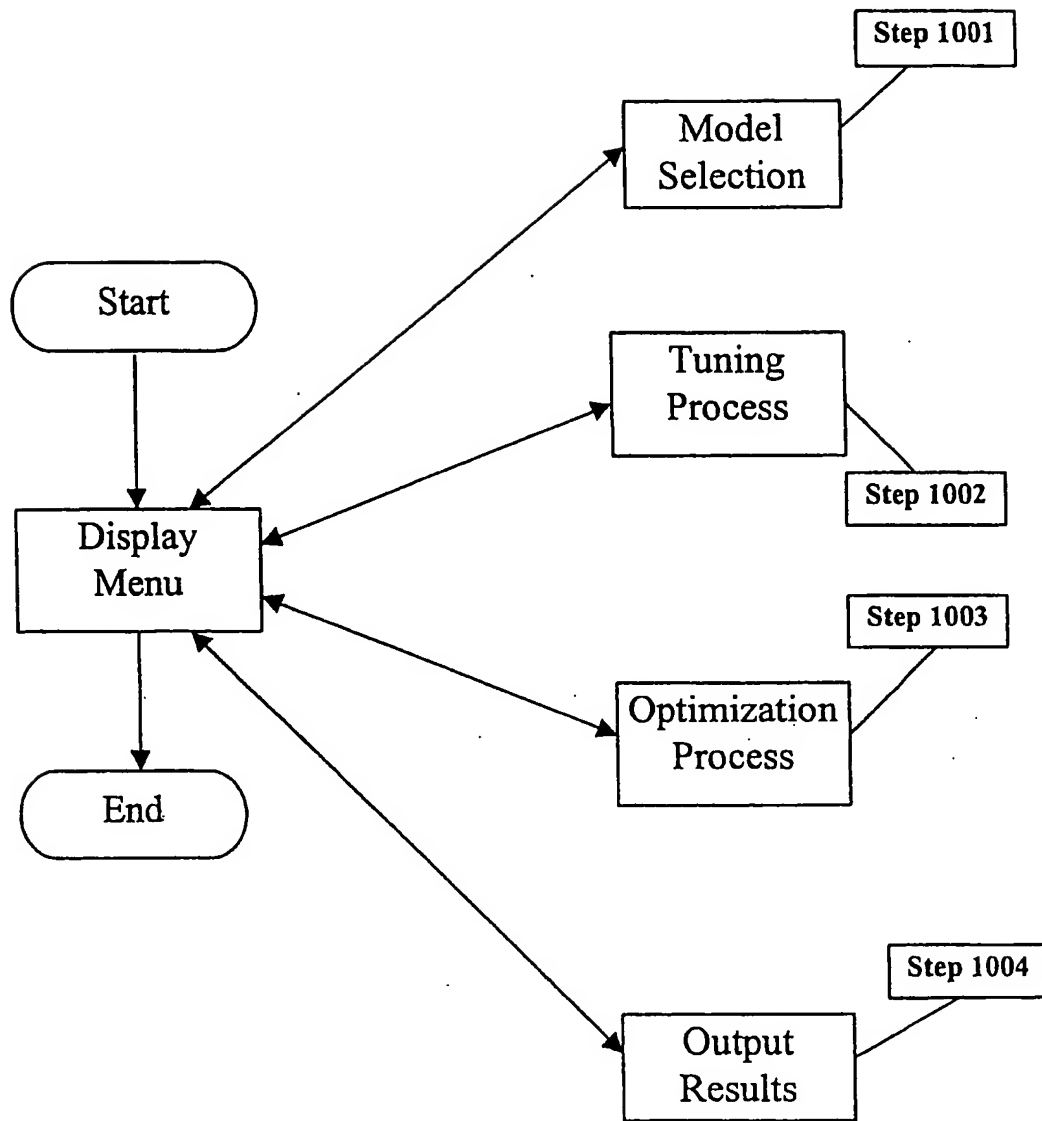 Step 1001
Model
Selection
Start
Tuning
Process
Step 1002
Display
Menu
Step 1003
Optimization
Process
End
Step 1004
Output
Results